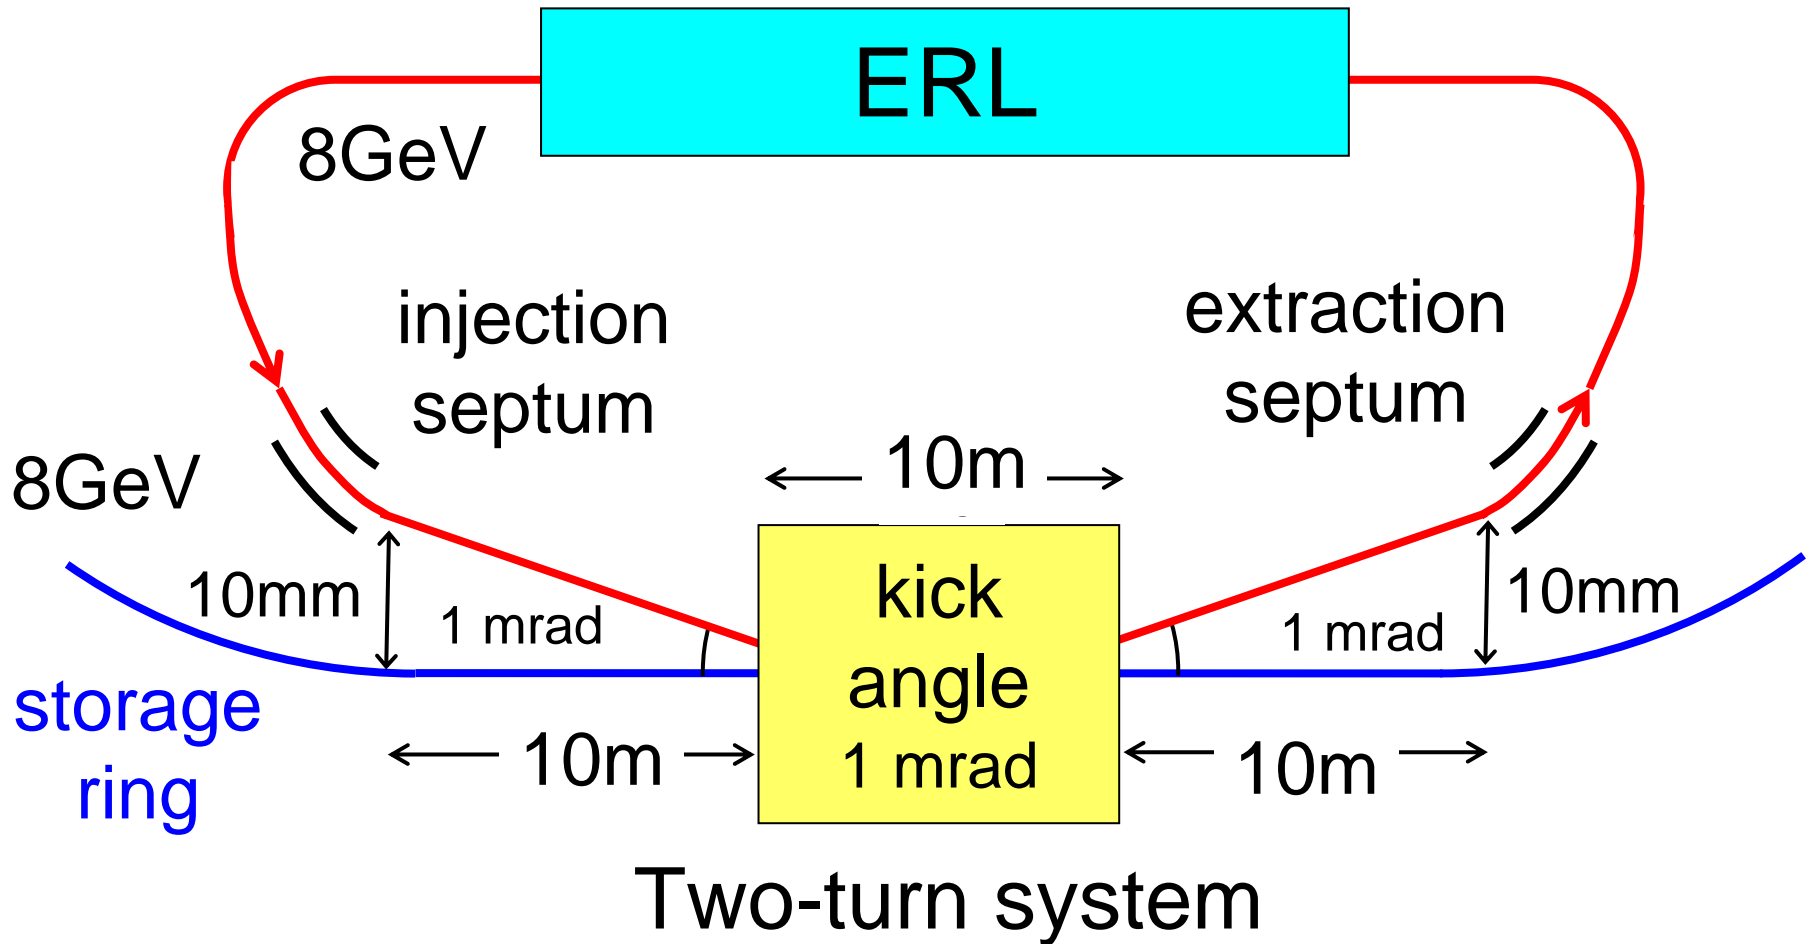 ERL
8GeV
injection
septum
extraction
septum
8GeV
10m
10mm
1 mrad
kick
angle
1 mrad
1 mrad
10mm
storage
ring
10m
10m
Two-turn system